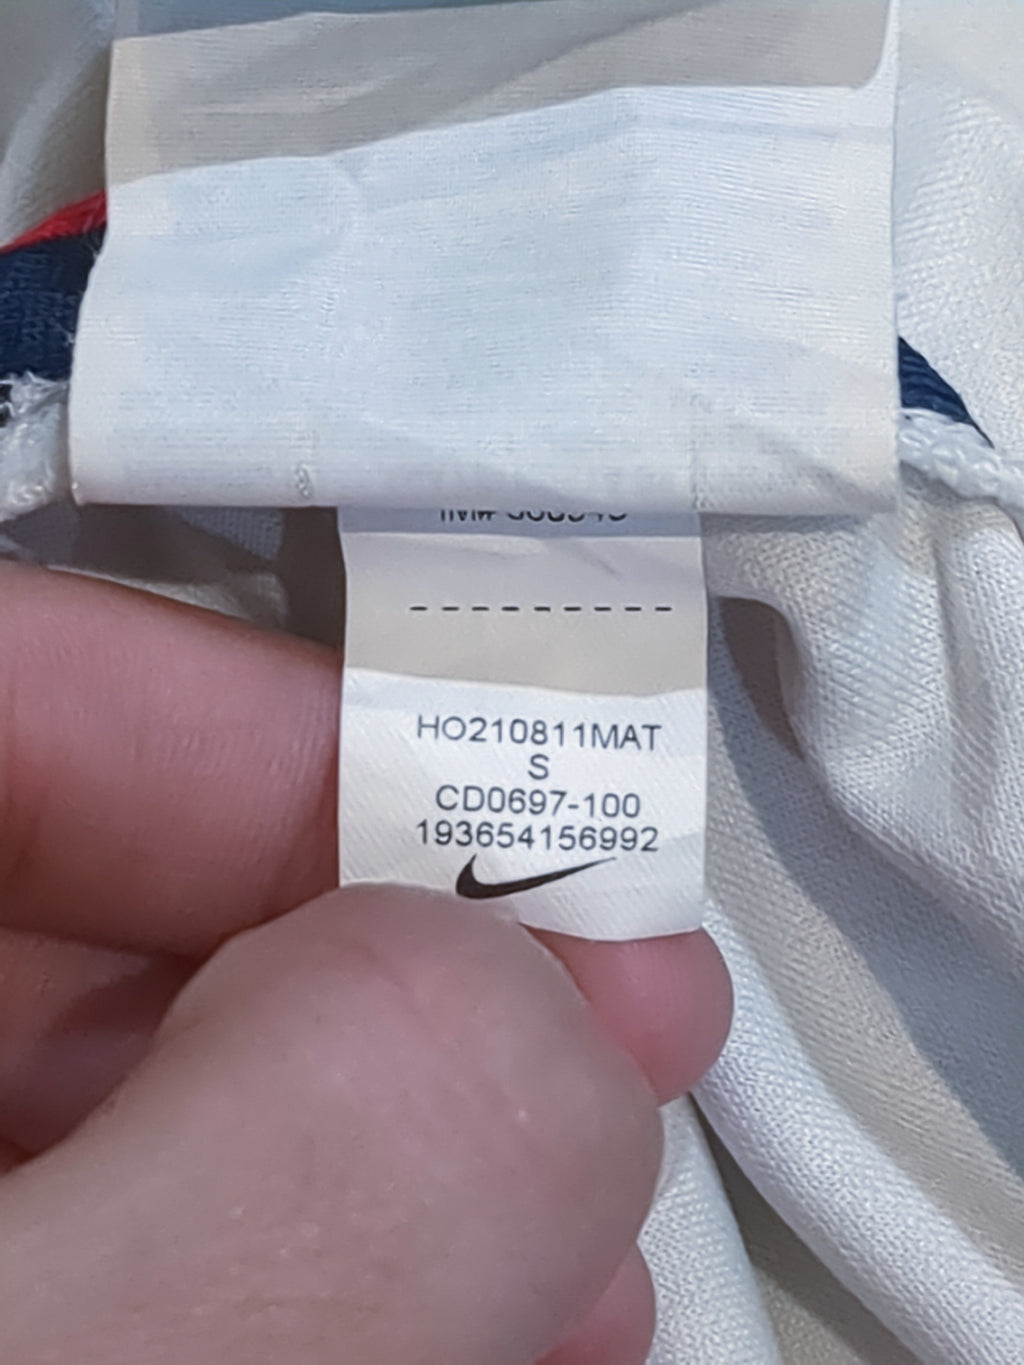 ---------
HO210811MAT
S
CD0697-100
193654156992